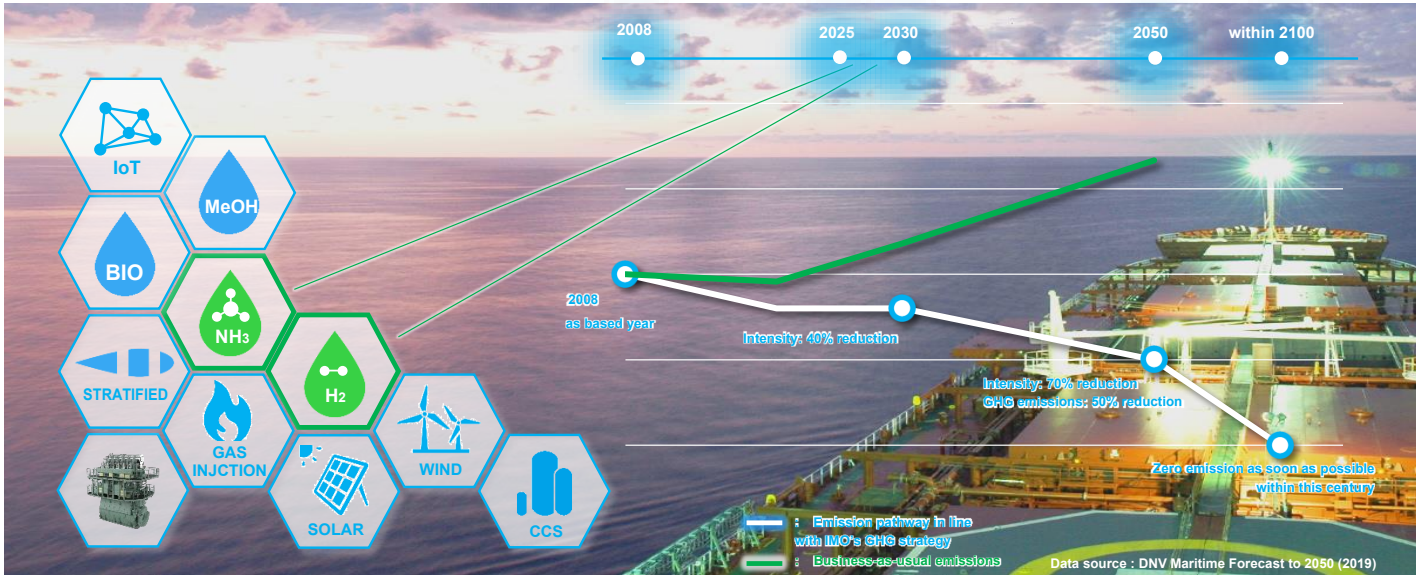 2008
2025
2030
2050
within 2100
IoT
MeOH
BIO
NH3
H2
STRATIFIED
GAS
INJCTION
SOLAR
WIND
CCS
2008
as based year
Intensity: 40% reduction
Intensity: 70% reduction
GHG emissions: 50% reduction
Zero emission as soon as possible
within this century
: Emission pathway in line
with IMO's GHG strategy
: Business-as-usual emissions
Data source : DNV Maritime Forecast to 2050 (2019)